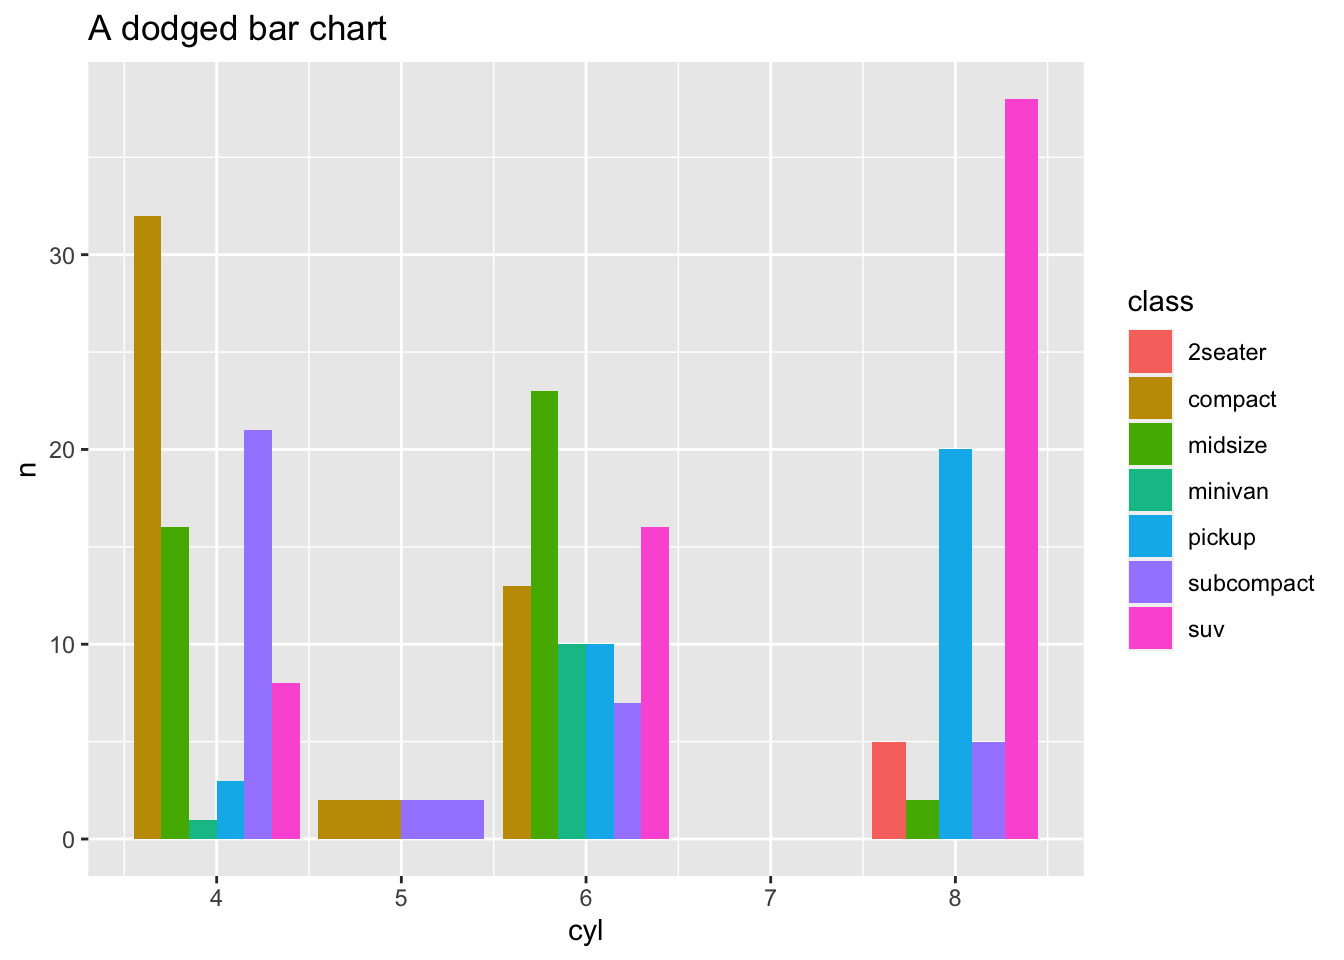 A dodged bar chart
n
30
20
10
0
4 5 6 7 8
cyl
class
2seater
compact
midsize
minivan
pickup
subcompact
suv